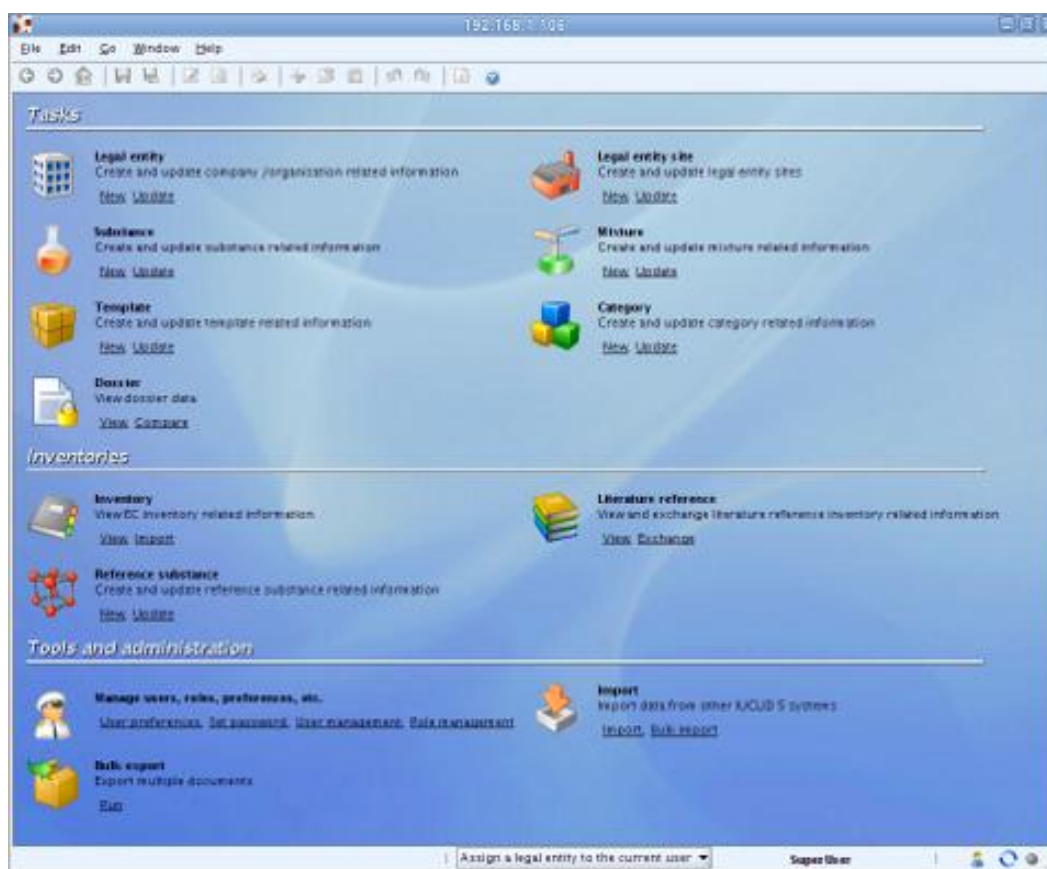 192.168.1.106
File Edit Go Window Help
Tasks
Legal entity
Create and update company /organization related information
New Update
Legal entity site
Create and update legal entity sites
New Update
Substance
Create and update substance related information
New Update
Mixture
Create and update mixture related information
New Update
Template
Create and update template related information
New Update
Category
Create and update category related information
New Update
Dossier
View dossier data
View Compare
Inventories
Inventory
View EC inventory related information
View Import
Literature reference
View and exchange literature reference inventory related information
View Exchange
Reference substance
Create and update reference substance related information
New Update
Tools and administration
Manage users, roles, preferences, etc.
User preferences, Set password, User management, Role management
Import
Import data from other IUCLID 5 systems
Import, Bulk import
Bulk export
Export multiple documents
Run
Assign a legal entity to the current user
SuperUser